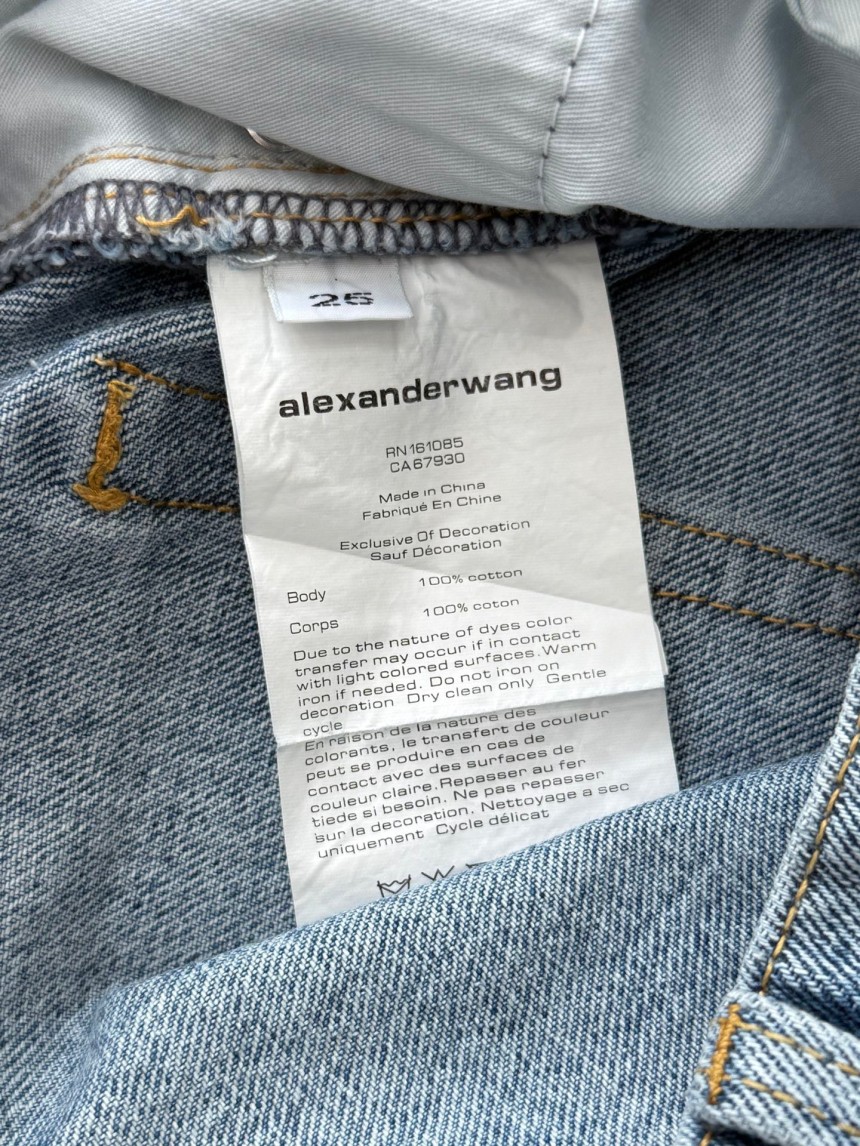 26
alexanderwang
RN161085
CA67930
Made in China
Fabriqué En Chine
Exclusive Of Decoration
Sauf Décoration
Body 100% cotton
Corps 100% coton
Due to the nature of dyes color
transfer may occur if in contact
with light colored surfaces.Warm
iron if needed. Do not iron on
decoration Dry clean only Gentle
cycle
En raison de la nature des
colorants, le transfert de couleur
peut se produire en cas de
contact avec des surfaces de
couleur claire.Repasser au fer
tiede si besoin. Ne pas repasser
sur la decoration. Nettoyage a sec
uniquement Cycle délicat